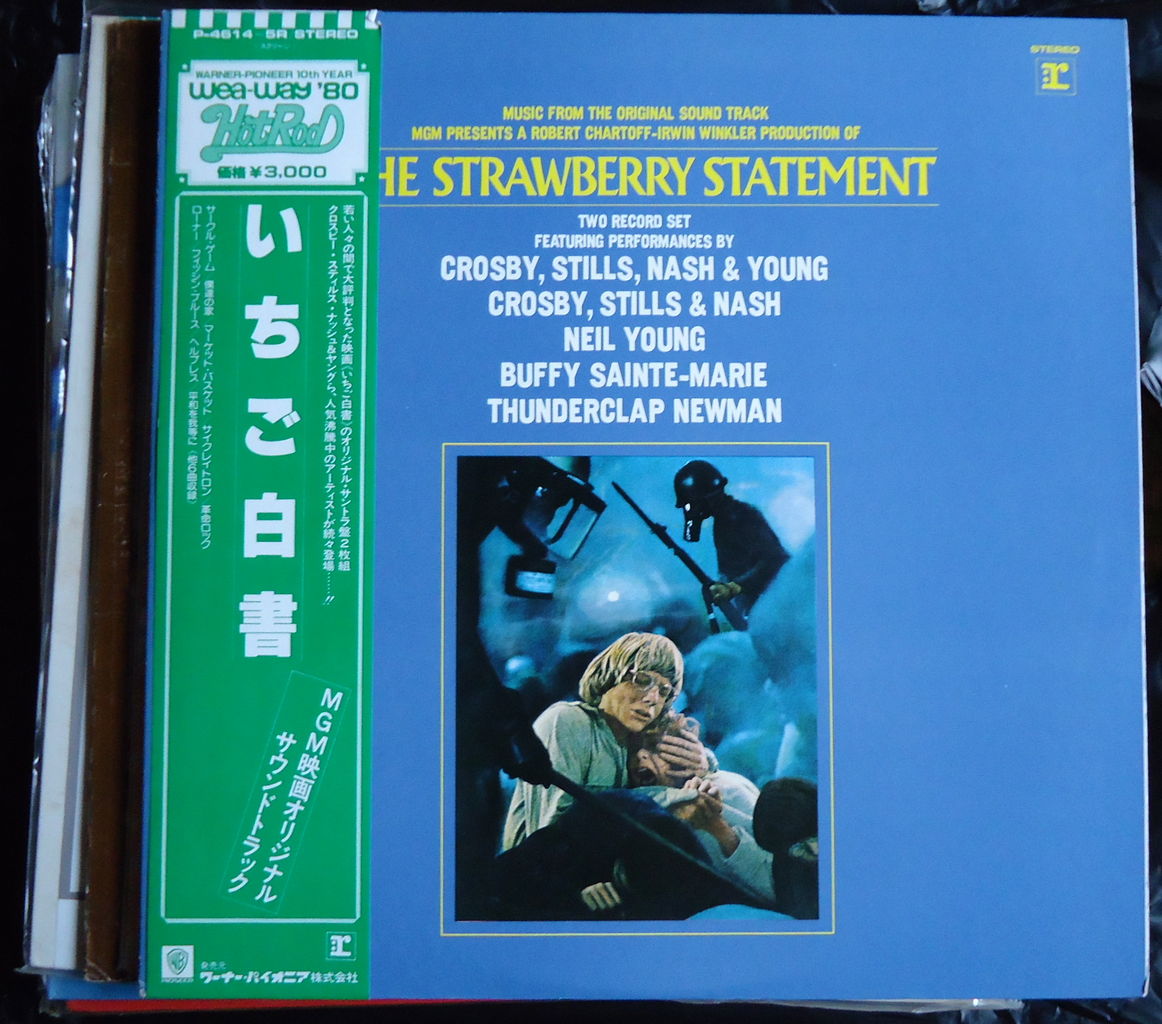 P-4614~5R STEREO
WARNER-PIONEER 10th YEAR
wea-way '80
Hot Rod
価格 ¥3,000
若い人々の間で大評判となった映画《いちご白書》のオリジナル・サントラ盤2枚組
クロスビー・スティルス・ナッシュ&ヤングら、人気沸騰中のアーティストが続々登場……!!
いちご白書
サークル・ゲーム 僕達の家 マーケット・バスケット サイクレイトロン 革命ロック
ローナー フィッシン・ブルース ヘルプレス 平和を我等に 〈他6曲収録〉
MGM映画オリジナル
サウンドトラック
WB
r
発売元
ワーナー・パイオニア株式会社
STEREO
r
MUSIC FROM THE ORIGINAL SOUND TRACK
MGM PRESENTS A ROBERT CHARTOFF-IRWIN WINKLER PRODUCTION OF
HE STRAWBERRY STATEMENT
TWO RECORD SET
FEATURING PERFORMANCES BY
CROSBY, STILLS, NASH & YOUNG
CROSBY, STILLS & NASH
NEIL YOUNG
BUFFY SAINTE-MARIE
THUNDERCLAP NEWMAN